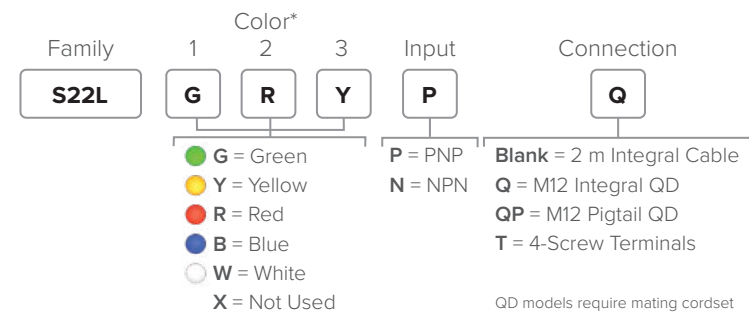 Color*
Family 1 2 3 Input Connection
S22L G R Y P Q
G = Green
Y = Yellow
R = Red
B = Blue
W = White
X = Not Used
P = PNP
N = NPN
Blank = 2 m Integral Cable
Q = M12 Integral QD
QP = M12 Pigtail QD
T = 4-Screw Terminals
QD models require mating cordset